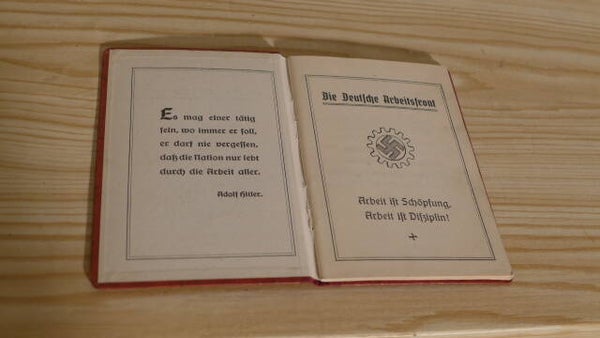 Es mag einer tätig
sein, wo immer er soll,
er darf nie vergessen,
daß die Nation nur lebt
durch die Arbeit aller.
Adolf Hitler.
Die Deutsche Arbeitsfront
Arbeit ist Schöpfung,
Arbeit ist Disziplin!